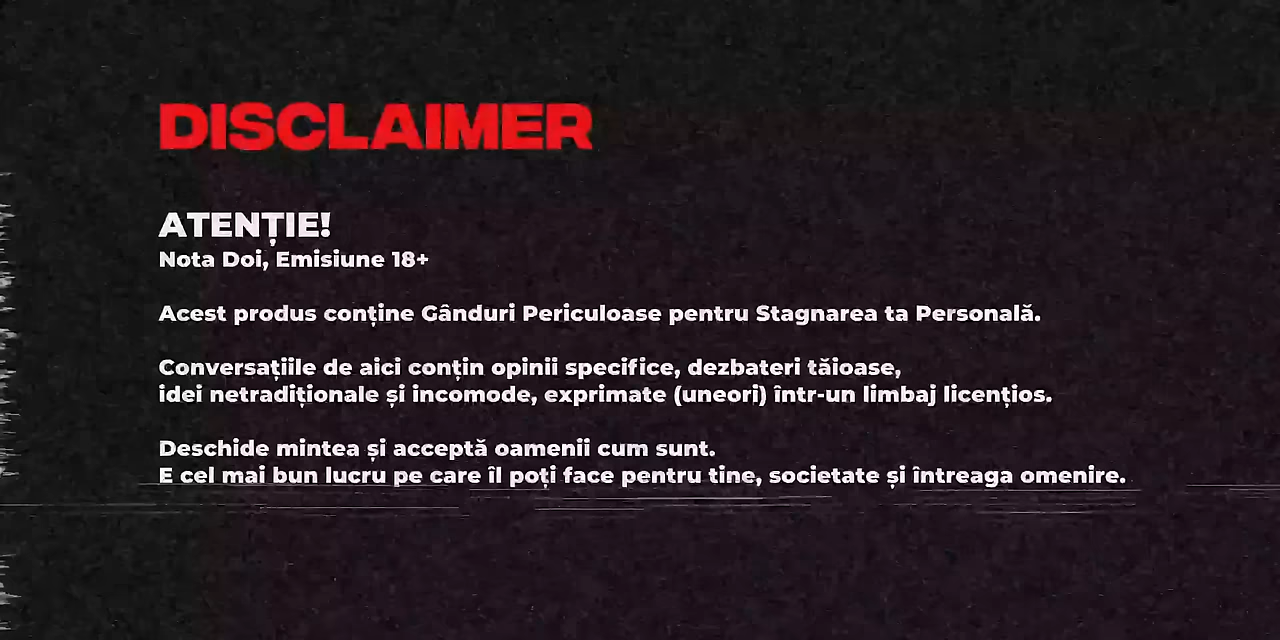 DISCLAIMER
ATENȚIE!
Nota Doi, Emisiune 18+
Acest produs conține Gânduri Periculoase pentru Stagnarea ta Personală.
Conversațiile de aici conțin opinii specifice, dezbateri tăioase,
idei netradiționale și incomode, exprimate (uneori) într-un limbaj licențios.
Deschide mintea și acceptă oamenii cum sunt.
E cel mai bun lucru pe care îl poți face pentru tine, societate și întreaga omenire.